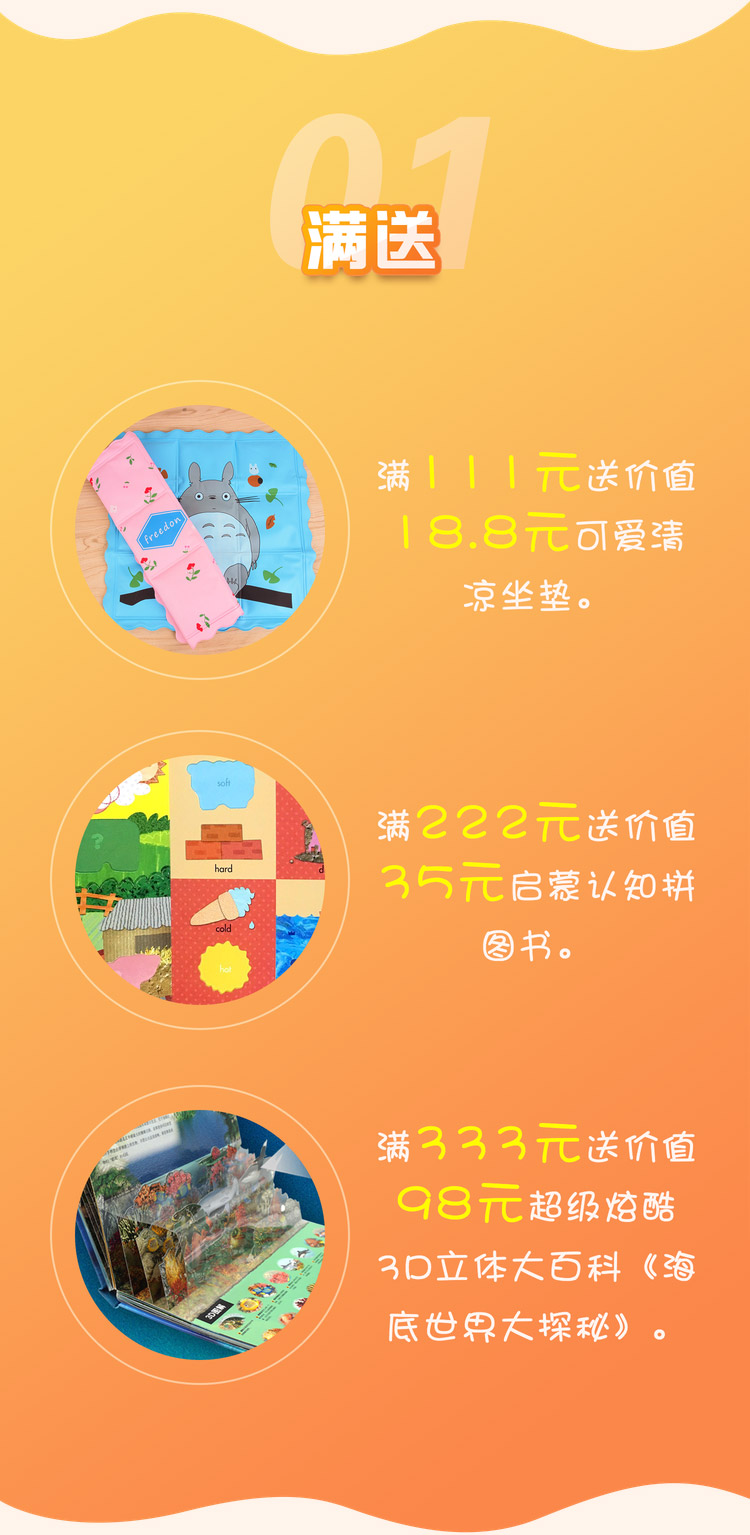 01
满送
满111元送价值
18.8元可爱清
凉坐垫。
freedon
满222元送价值
35元启蒙认知拼
图书。
soft
?
hard
cold
hot
满333元送价值
98元超级炫酷
3D立体大百科《海
底世界大探秘》。